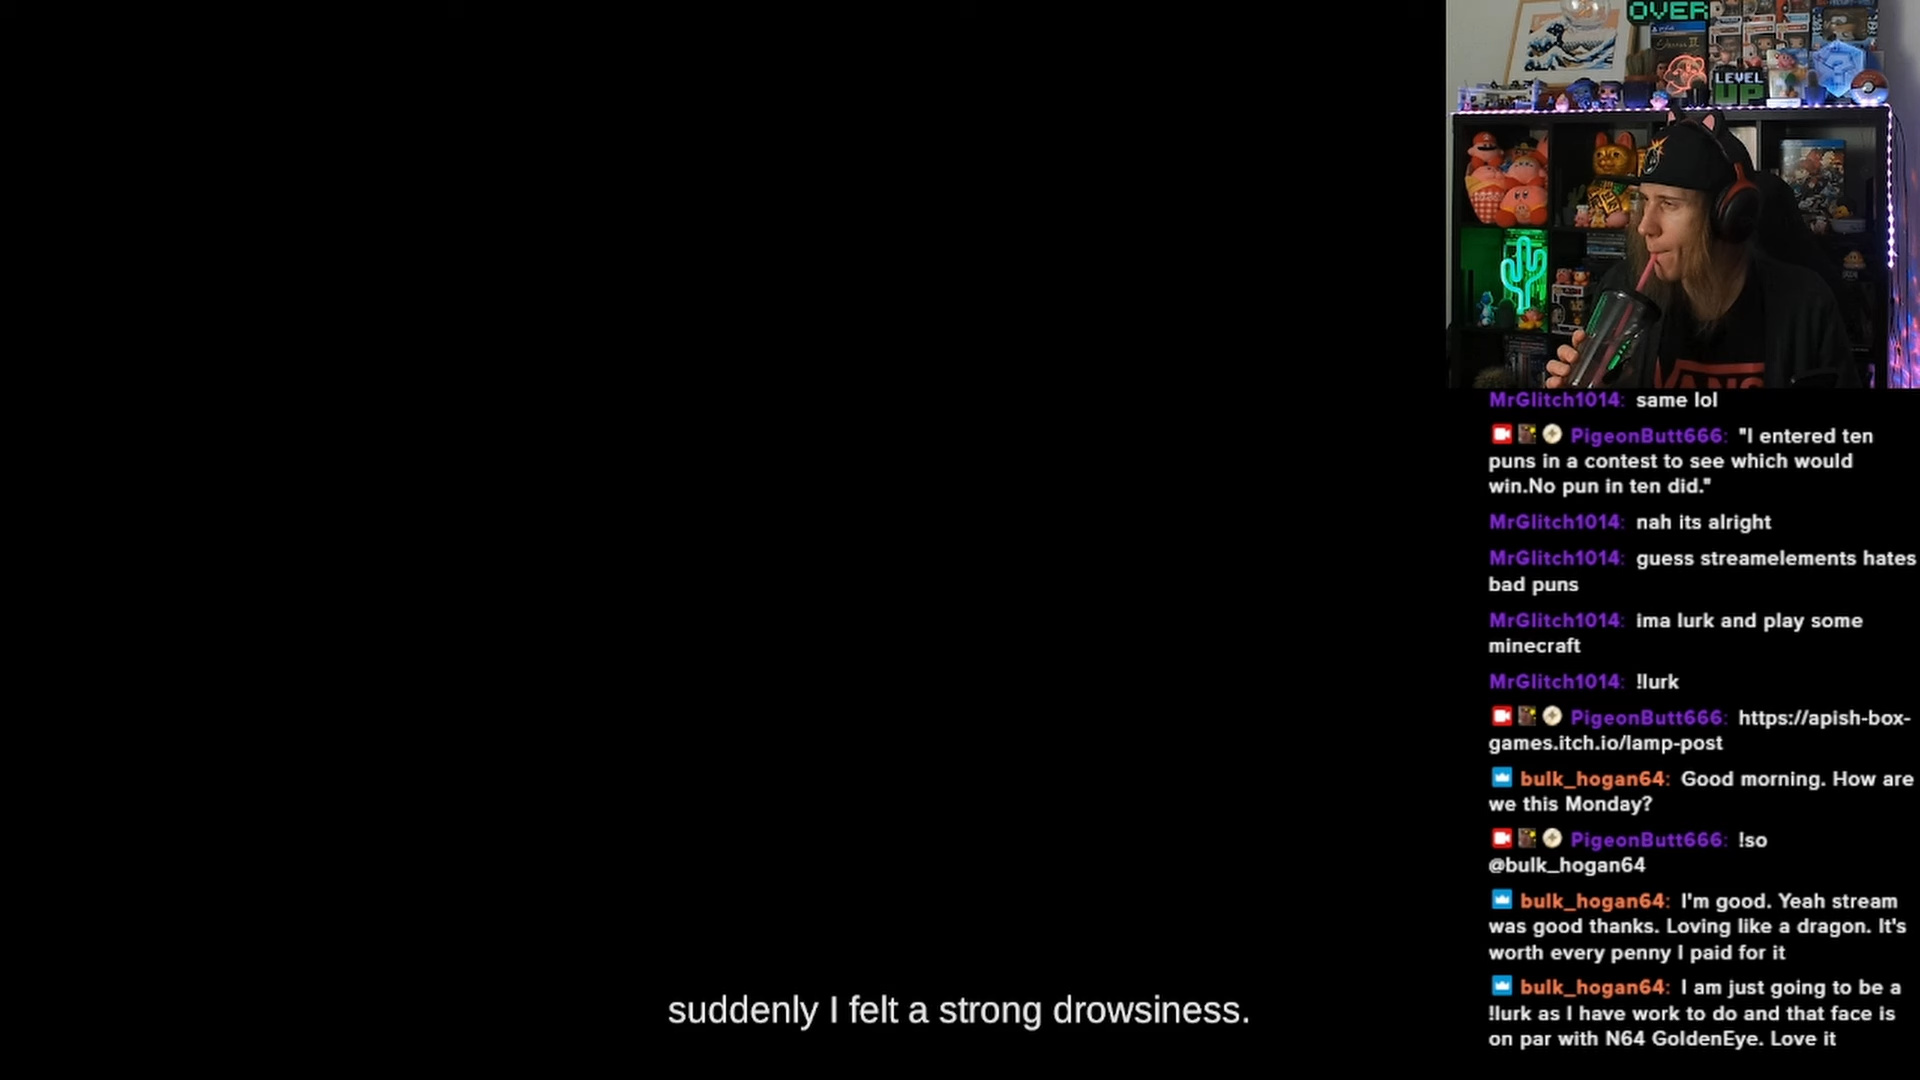 OVER
LEVEL
UP
VANS
MrGlitch1014: same lol
PigeonButt666: "I entered ten
puns in a contest to see which would
win.No pun in ten did."
MrGlitch1014: nah its alright
MrGlitch1014: guess streamelements hates
bad puns
MrGlitch1014: ima lurk and play some
minecraft
MrGlitch1014: !lurk
PigeonButt666: https://apish-box-
games.itch.io/lamp-post
bulk_hogan64: Good morning. How are
we this Monday?
PigeonButt666: !so
@bulk_hogan64
bulk_hogan64: I'm good. Yeah stream
was good thanks. Loving like a dragon. It's
worth every penny I paid for it
bulk_hogan64: I am just going to be a
!lurk as I have work to do and that face is
on par with N64 GoldenEye. Love it
suddenly I felt a strong drowsiness.